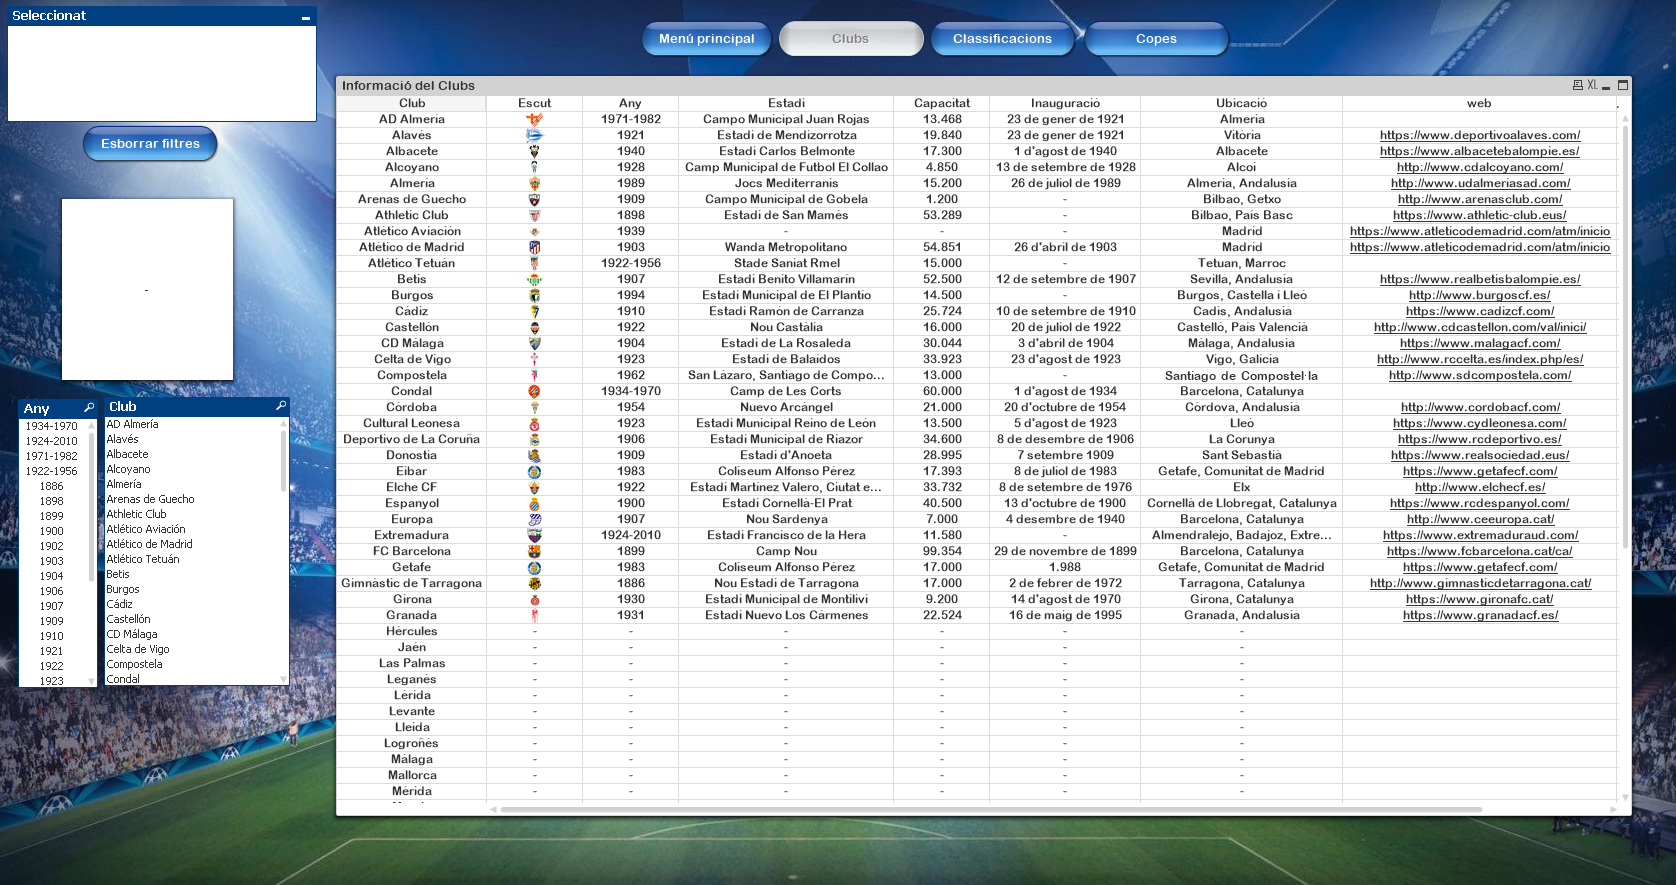 Seleccionat
Menú principal Clubs Classificacions Copes
Esborrar filtres
-
Any
1934-1970
1924-2010
1971-1982
1922-1956
1886
1898
1899
1900
1902
1903
1904
1906
1907
1909
1910
1921
1922
1923
Club
AD Almeria
Alavés
Albacete
Alcoyano
Almería
Arenas de Guecho
Athletic Club
Atlético Aviación
Atlético de Madrid
Atlético Tetuán
Betis
Burgos
Cádiz
Castellón
CD Málaga
Celta de Vigo
Compostela
Condal
Informació del Clubs XL
Club Escut Any Estadi Capacitat Inauguració Ubicació web
AD Almeria 1971-1982 Campo Municipal Juan Rojas 13.468 23 de gener de 1921 Almeria
Alavés 1921 Estadi de Mendizorrotza 19.840 23 de gener de 1921 Vitòria https://www.deportivoalaves.com/
Albacete 1940 Estadi Carlos Belmonte 17.300 1 d'agost de 1940 Albacete https://www.albacetebalompie.es/
Alcoyano 1928 Camp Municipal de Futbol El Collao 4.850 13 de setembre de 1928 Alcoi http://www.cdalcoyano.com/
Almería 1989 Jocs Mediterranis 15.200 26 de juliol de 1989 Almeria, Andalusia http://www.udalmeriasad.com/
Arenas de Guecho 1909 Campo Municipal de Gobela 1.200 - Bilbao, Getxo http://www.arenasclub.com/
Athletic Club 1898 Estadi de San Mamés 53.289 - Bilbao, País Basc https://www.athletic-club.eus/
Atlético Aviación 1939 - - - Madrid https://www.atleticodemadrid.com/atm/inicio
Atlético de Madrid 1903 Wanda Metropolitano 54.851 26 d'abril de 1903 Madrid https://www.atleticodemadrid.com/atm/inicio
Atlético Tetuán 1922-1956 Stade Saniat Rmel 15.000 - Tetuan, Marroc
Betis 1907 Estadi Benito Villamarín 52.500 12 de setembre de 1907 Sevilla, Andalusia https://www.realbetisbalompie.es/
Burgos 1994 Estadi Municipal de El Plantío 14.500 - Burgos, Castella i Lleó http://www.burgoscf.es/
Cádiz 1910 Estadi Ramón de Carranza 25.724 10 de setembre de 1910 Cadis, Andalusia https://www.cadizcf.com/
Castellón 1922 Nou Castàlia 16.000 20 de juliol de 1922 Castelló, País Valencià http://www.cdcastellon.com/val/inici/
CD Málaga 1904 Estadi de La Rosaleda 30.044 3 d'abril de 1904 Màlaga, Andalusia https://www.malagacf.com/
Celta de Vigo 1923 Estadi de Balaídos 33.923 23 d'agost de 1923 Vigo, Galicia http://www.rccelta.es/index.php/es/
Compostela 1962 San Lázaro, Santiago de Compo... 13.000 - Santiago de Compostel·la http://www.sdcompostela.com/
Condal 1934-1970 Camp de Les Corts 60.000 1 d'agost de 1934 Barcelona, Catalunya
Córdoba 1954 Nuevo Arcángel 21.000 20 d'octubre de 1954 Córdova, Andalusia http://www.cordobacf.com/
Cultural Leonesa 1923 Estadi Municipal Reino de León 13.500 5 d'agost de 1923 Lleó https://www.cydleonesa.com/
Deportivo de La Coruña 1906 Estadi Municipal de Riazor 34.600 8 de desembre de 1906 La Corunya https://www.rcdeportivo.es/
Donostia 1909 Estadi d'Anoeta 28.995 7 setembre de 1909 Sant Sebastià https://www.realsociedad.eus/
Eibar 1983 Coliseum Alfonso Pérez 17.393 8 de juliol de 1983 Getafe, Comunitat de Madrid https://www.getafecf.com/
Elche CF 1922 Estadi Martínez Valero, Ciutat e... 33.732 8 de setembre de 1976 Elx http://www.elchecf.es/
Espanyol 1900 Estadi Cornellà-El Prat 40.500 13 d'octubre de 1900 Cornellà de Llobregat, Catalunya https://www.rcdespanyol.com/
Europa 1907 Nou Sardenya 7.000 4 desembre de 1940 Barcelona, Catalunya http://www.ceeuropa.cat/
Extremadura 1924-2010 Estadi Francisco de la Hera 11.580 - Almendralejo, Badajoz, Extre... https://www.extremaduraud.com/
FC Barcelona 1899 Camp Nou 99.354 29 de novembre de 1899 Barcelona, Catalunya https://www.fcbarcelona.cat/ca/
Getafe 1983 Coliseum Alfonso Pérez 17.000 1.988 Getafe, Comunitat de Madrid https://www.getafecf.com/
Gimnàstic de Tarragona 1886 Nou Estadi de Tarragona 17.000 2 de febrer de 1972 Tarragona, Catalunya http://www.gimnasticdetarragona.cat/
Girona 1930 Estadi Municipal de Montilivi 9.200 14 d'agost de 1970 Girona, Catalunya https://www.gironafc.cat/
Granada 1931 Estadi Nuevo Los Cármenes 22.524 16 de maig de 1995 Granada, Andalusia https://www.granadacf.es/
Hércules - - - - - -
Jaén - - - - - -
Las Palmas - - - - - -
Leganés - - - - - -
Lérida - - - - - -
Levante - - - - - -
Lleida - - - - - -
Logroñés - - - - - -
Málaga - - - - - -
Mallorca - - - - - -
Mérida - - - - - -